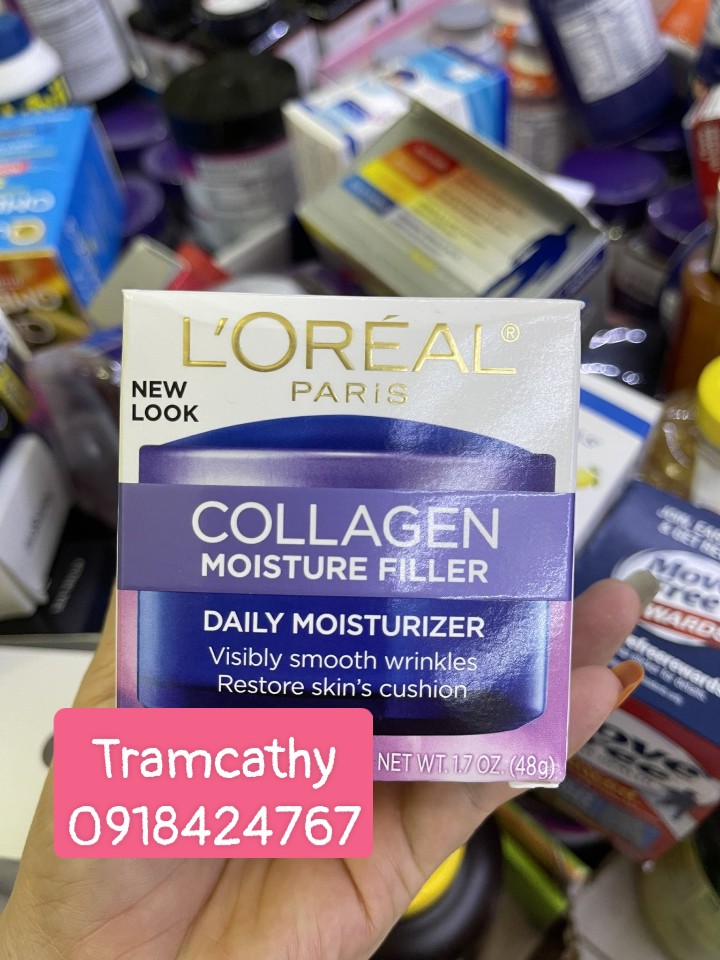 L'ORÉAL®
PARIS
NEW
LOOK
COLLAGEN
MOISTURE FILLER
DAILY MOISTURIZER
Visibly smooth wrinkles
Restore skin's cushion
NET WT. 1.7 OZ. (48g)
Tramcathy
0918424767